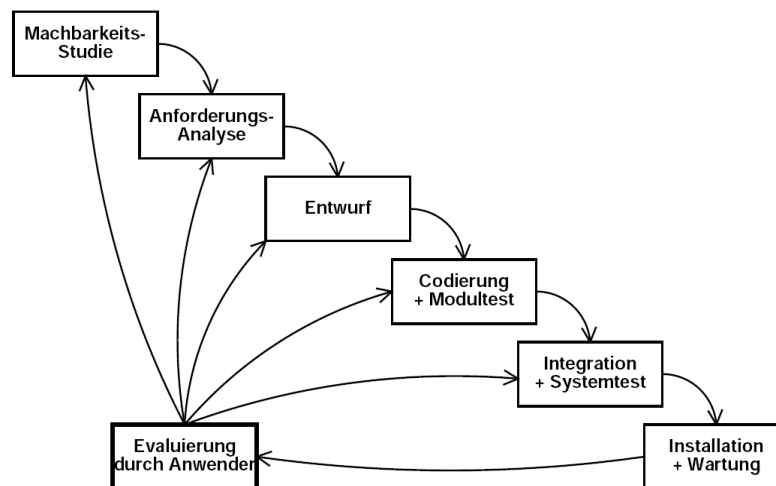 Machbarkeits-
Studie
Anforderungs-
Analyse
Entwurf
Codierung
+ Modultest
Integration
+ Systemtest
Evaluierung
durch Anwender
Installation
+ Wartung